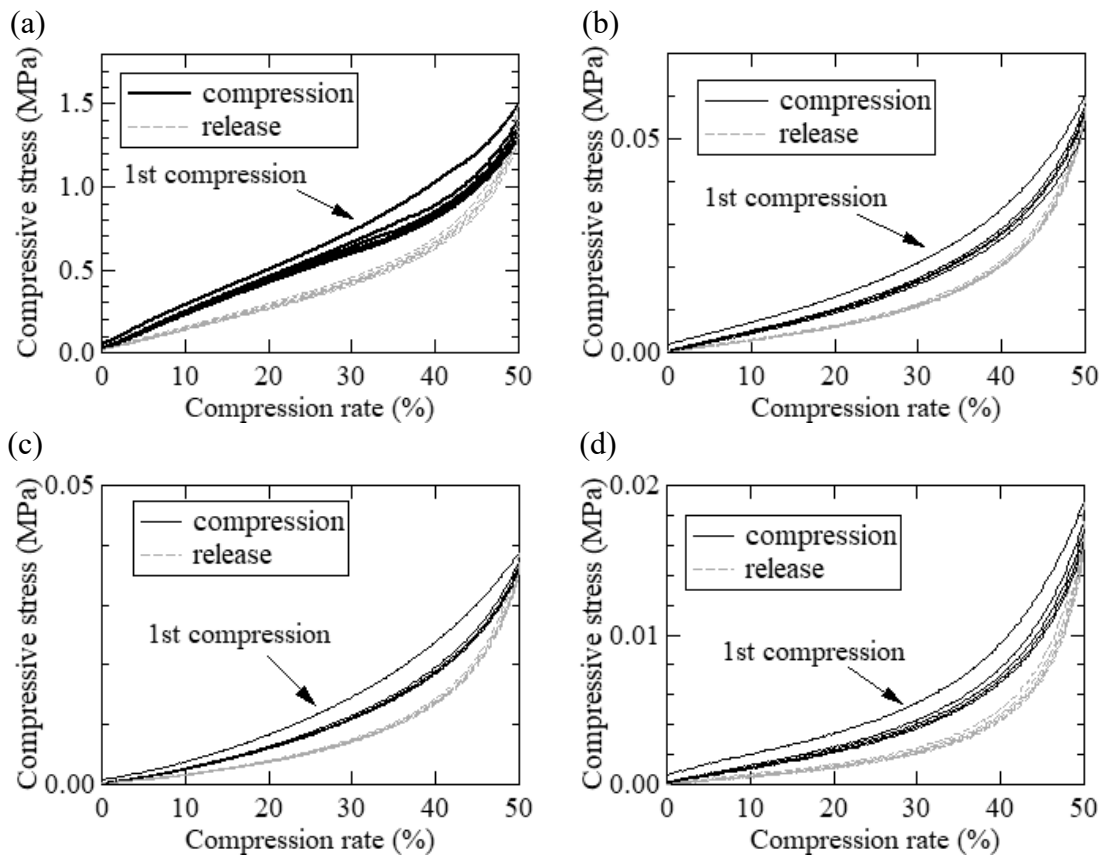 (a)
Compressive stress (MPa)
1.5
1.0
0.5
0.0
compression
release
1st compression
0 10 20 30 40 50
Compression rate (%)
(b)
Compressive stress (MPa)
0.05
0.00
compression
release
1st compression
0 10 20 30 40 50
Compression rate (%)
(c)
Compressive stress (MPa)
0.05
0.00
compression
release
1st compression
0 10 20 30 40 50
Compression rate (%)
(d)
Compressive stress (MPa)
0.02
0.01
0.00
compression
release
1st compression
0 10 20 30 40 50
Compression rate (%)